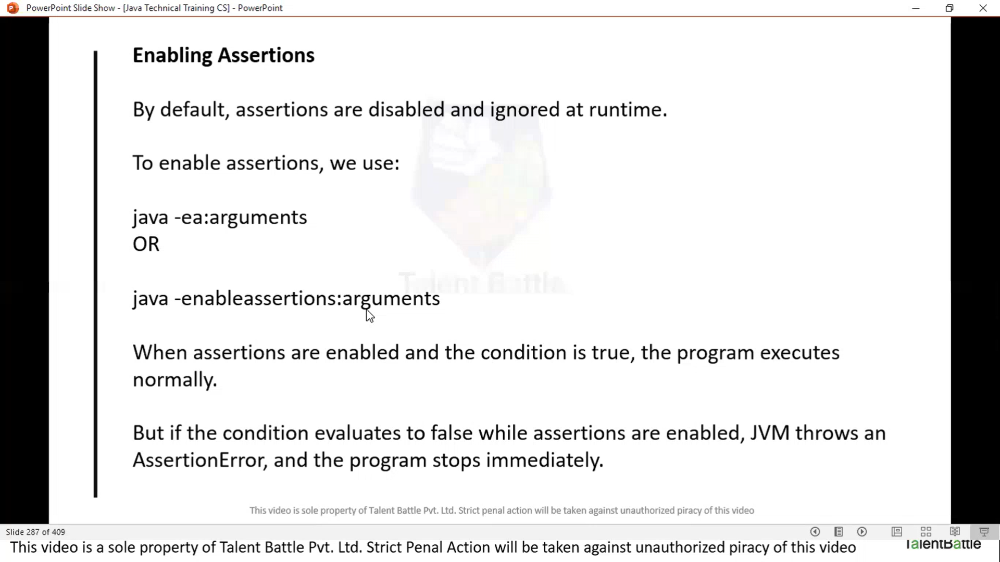 PowerPoint Slide Show - [Java Technical Training CS] - PowerPoint
Enabling Assertions
By default, assertions are disabled and ignored at runtime.
To enable assertions, we use:
java -ea:arguments
OR
Talent Battle
java -enableassertions:arguments
When assertions are enabled and the condition is true, the program executes
normally.
But if the condition evaluates to false while assertions are enabled, JVM throws an
AssertionError, and the program stops immediately.
This video is sole property of Talent Battle Pvt. Ltd. Strict penal action will be taken against unauthorized piracy of this video
Slide 287 of 409
This video is a sole property of Talent Battle Pvt. Ltd. Strict Penal Action will be taken against unauthorized piracy of this video
TalentBattle